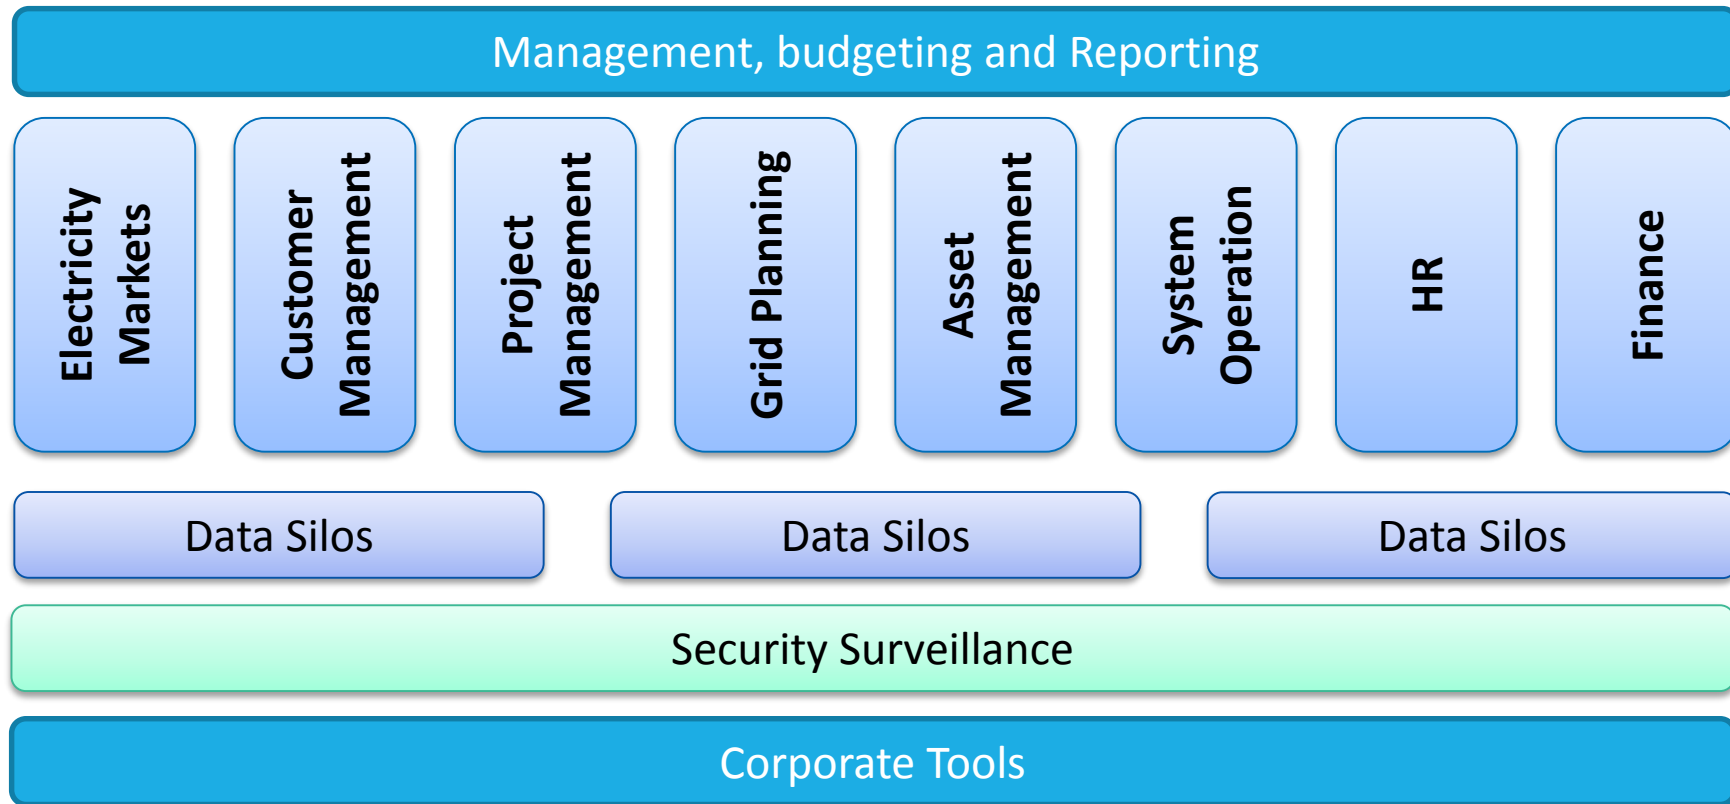 Management, budgeting and Reporting
Electricity
Markets
Customer
Management
Project
Management
Grid Planning
Asset
Management
System
Operation
HR
Finance
Data Silos
Data Silos
Data Silos
Security Surveillance
Corporate Tools